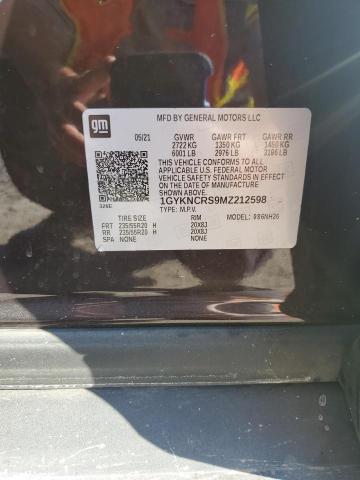 gm
MFD BY GENERAL MOTORS LLC
05/21 GVWR GAWR FRT GAWR RR
2722 KG 1350 KG 1450 KG
6001 LB 2976 LB 3196 LB
THIS VEHICLE CONFORMS TO ALL
APPLICABLE U.S. FEDERAL MOTOR
VEHICLE SAFETY STANDARDS IN EFFECT ON
THE DATE OF MANUFACTURE
SHOWN ABOVE.
1GYKNCRS9MZ212598
TYPE: M.P.V.
TIRE SIZE RIM MODEL: 9S6NH26
FRT 235/55R20 H 20X8J
RR 235/55R20 H 20X8J
SPA NONE NONE